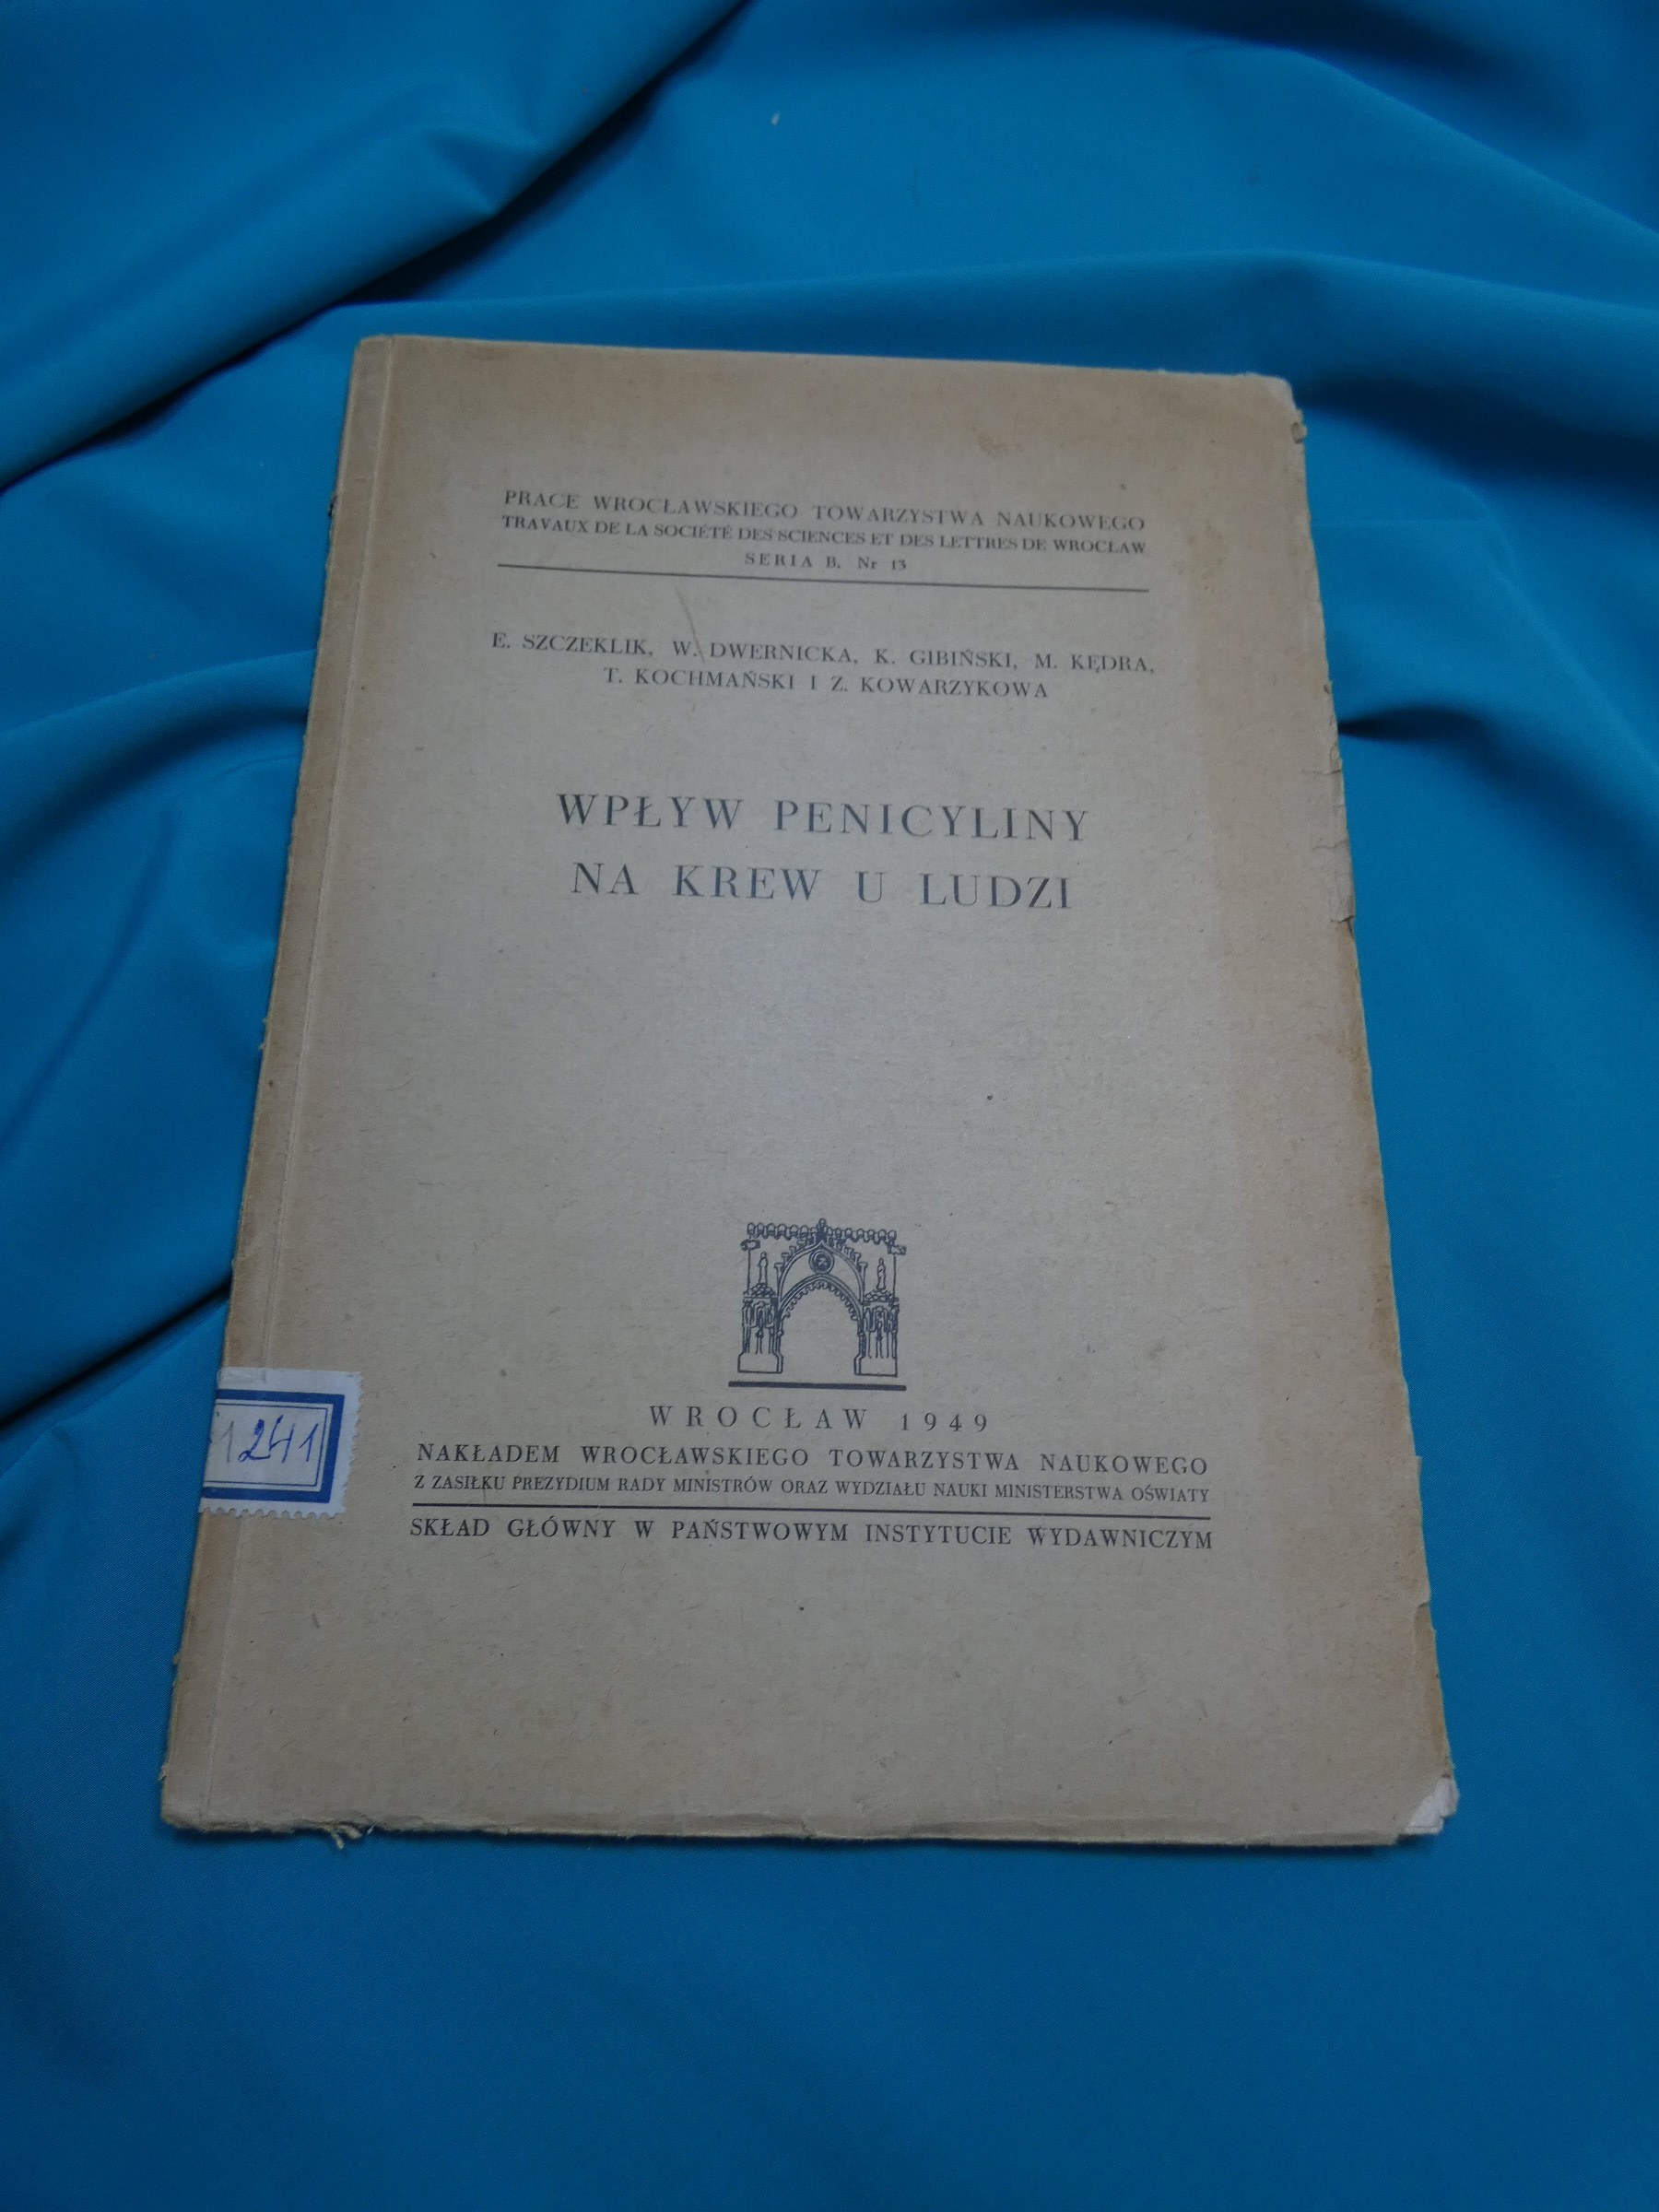 PRACE WROCŁAWSKIEGO TOWARZYSTWA NAUKOWEGO
TRAVAUX DE LA SOCIÉTÉ DES SCIENCES ET DES LETTRES DE WROCŁAW
SERIA B. Nr 13
E. SZCZEKLIK, W. DWERNICKA, K. GIBIŃSKI, M. KĘDRA,
T. KOCHMAŃSKI I Z. KOWARZYKOWA
WPŁYW PENICYLINY
NA KREW U LUDZI
WROCŁAW 1949
NAKŁADEM WROCŁAWSKIEGO TOWARZYSTWA NAUKOWEGO
Z ZASIŁKU PREZYDIUM RADY MINISTRÓW ORAZ WYDZIAŁU NAUKI MINISTERSTWA OŚWIATY
SKŁAD GŁÓWNY W PAŃSTWOWYM INSTYTUCIE WYDAWNICZYM
241